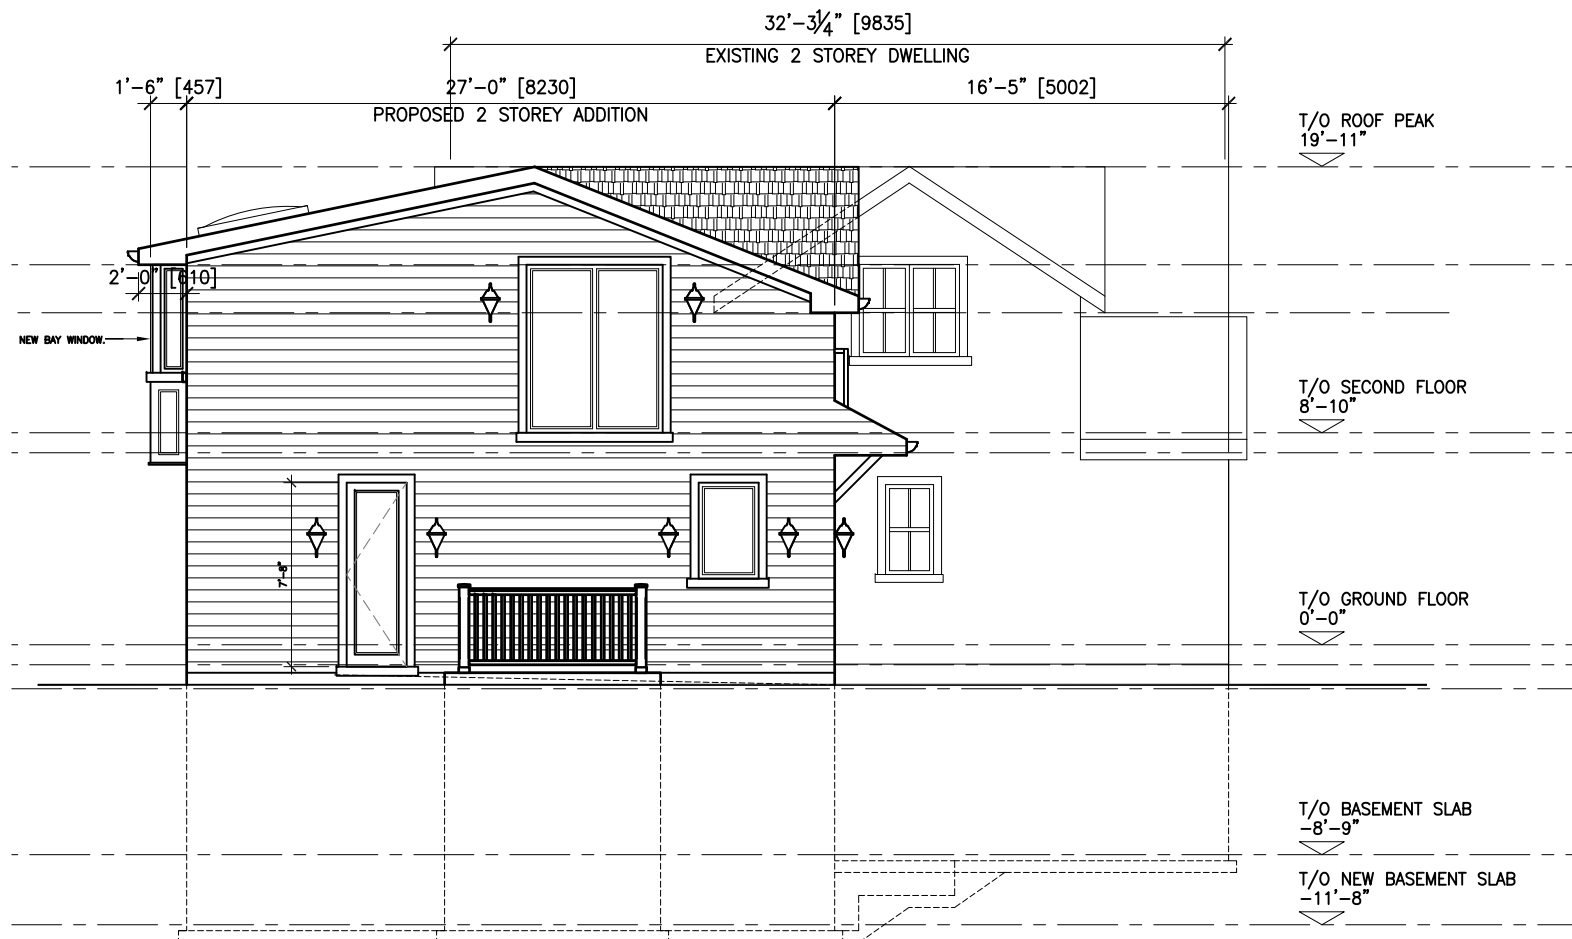 32'-3¼" [9835]
EXISTING 2 STOREY DWELLING
1'-6" [457]
27'-0" [8230]
16'-5" [5002]
PROPOSED 2 STOREY ADDITION
T/O ROOF PEAK
19'-11"
2'-0" [610]
NEW BAY WINDOW.
T/O SECOND FLOOR
8'-10"
7'-8"
T/O GROUND FLOOR
0'-0"
T/O BASEMENT SLAB
-8'-9"
T/O NEW BASEMENT SLAB
-11'-8"